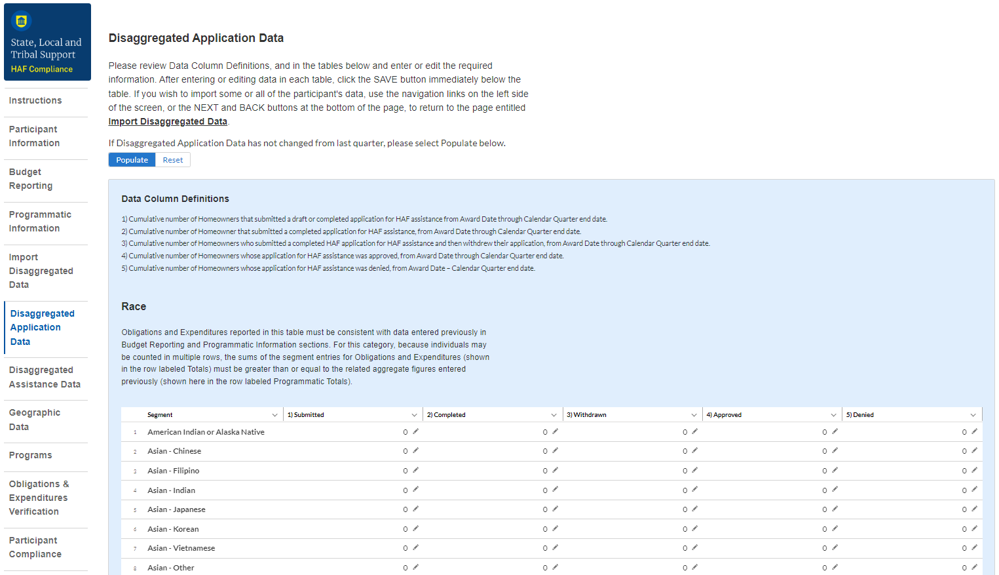 State, Local and
Tribal Support
HAF Compliance
Instructions
Participant
Information
Budget
Reporting
Programmatic
Information
Import
Disaggregated
Data
Disaggregated
Application
Data
Disaggregated
Assistance Data
Geographic
Data
Programs
Obligations &
Expenditures
Verification
Participant
Compliance
Disaggregated Application Data
Please review Data Column Definitions, and in the tables below and enter or edit the required
information. After entering or editing data in each table, click the SAVE button immediately below the
table. If you wish to import some or all of the participant's data, use the navigation links on the left side
of the screen, or the NEXT and BACK buttons at the bottom of the page, to return to the page entitled
Import Disaggregated Data.
If Disaggregated Application Data has not changed from last quarter, please select Populate below.
Populate Reset
Data Column Definitions
1) Cumulative number of Homeowners that submitted a draft or completed application for HAF assistance from Award Date through Calendar Quarter end date.
2) Cumulative number of Homeowner that submitted a completed application for HAF assistance, from Award Date through Calendar Quarter end date.
3) Cumulative number of Homeowners who submitted a completed HAF application for HAF assistance and then withdrew their application, from Award Date through Calendar Quarter end date.
4) Cumulative number of Homeowners whose application for HAF assistance was approved, from Award Date through Calendar Quarter end date.
5) Cumulative number of Homeowners whose application for HAF assistance was denied, from Award Date – Calendar Quarter end date.
Race
Obligations and Expenditures reported in this table must be consistent with data entered previously in
Budget Reporting and Programmatic Information sections. For this category, because individuals may
be counted in multiple rows, the sums of the segment entries for Obligations and Expenditures (shown
in the row labeled Totals) must be greater than or equal to the related aggregate figures entered
previously (shown here in the row labeled Programmatic Totals).
Segment 1) Submitted 2) Completed 3) Withdrawn 4) Approved 5) Denied
1 American Indian or Alaska Native 0 0 0 0 0
2 Asian - Chinese 0 0 0 0 0
3 Asian - Filipino 0 0 0 0 0
4 Asian - Indian 0 0 0 0 0
5 Asian - Japanese 0 0 0 0 0
6 Asian - Korean 0 0 0 0 0
7 Asian - Vietnamese 0 0 0 0 0
8 Asian - Other 0 0 0 0 0